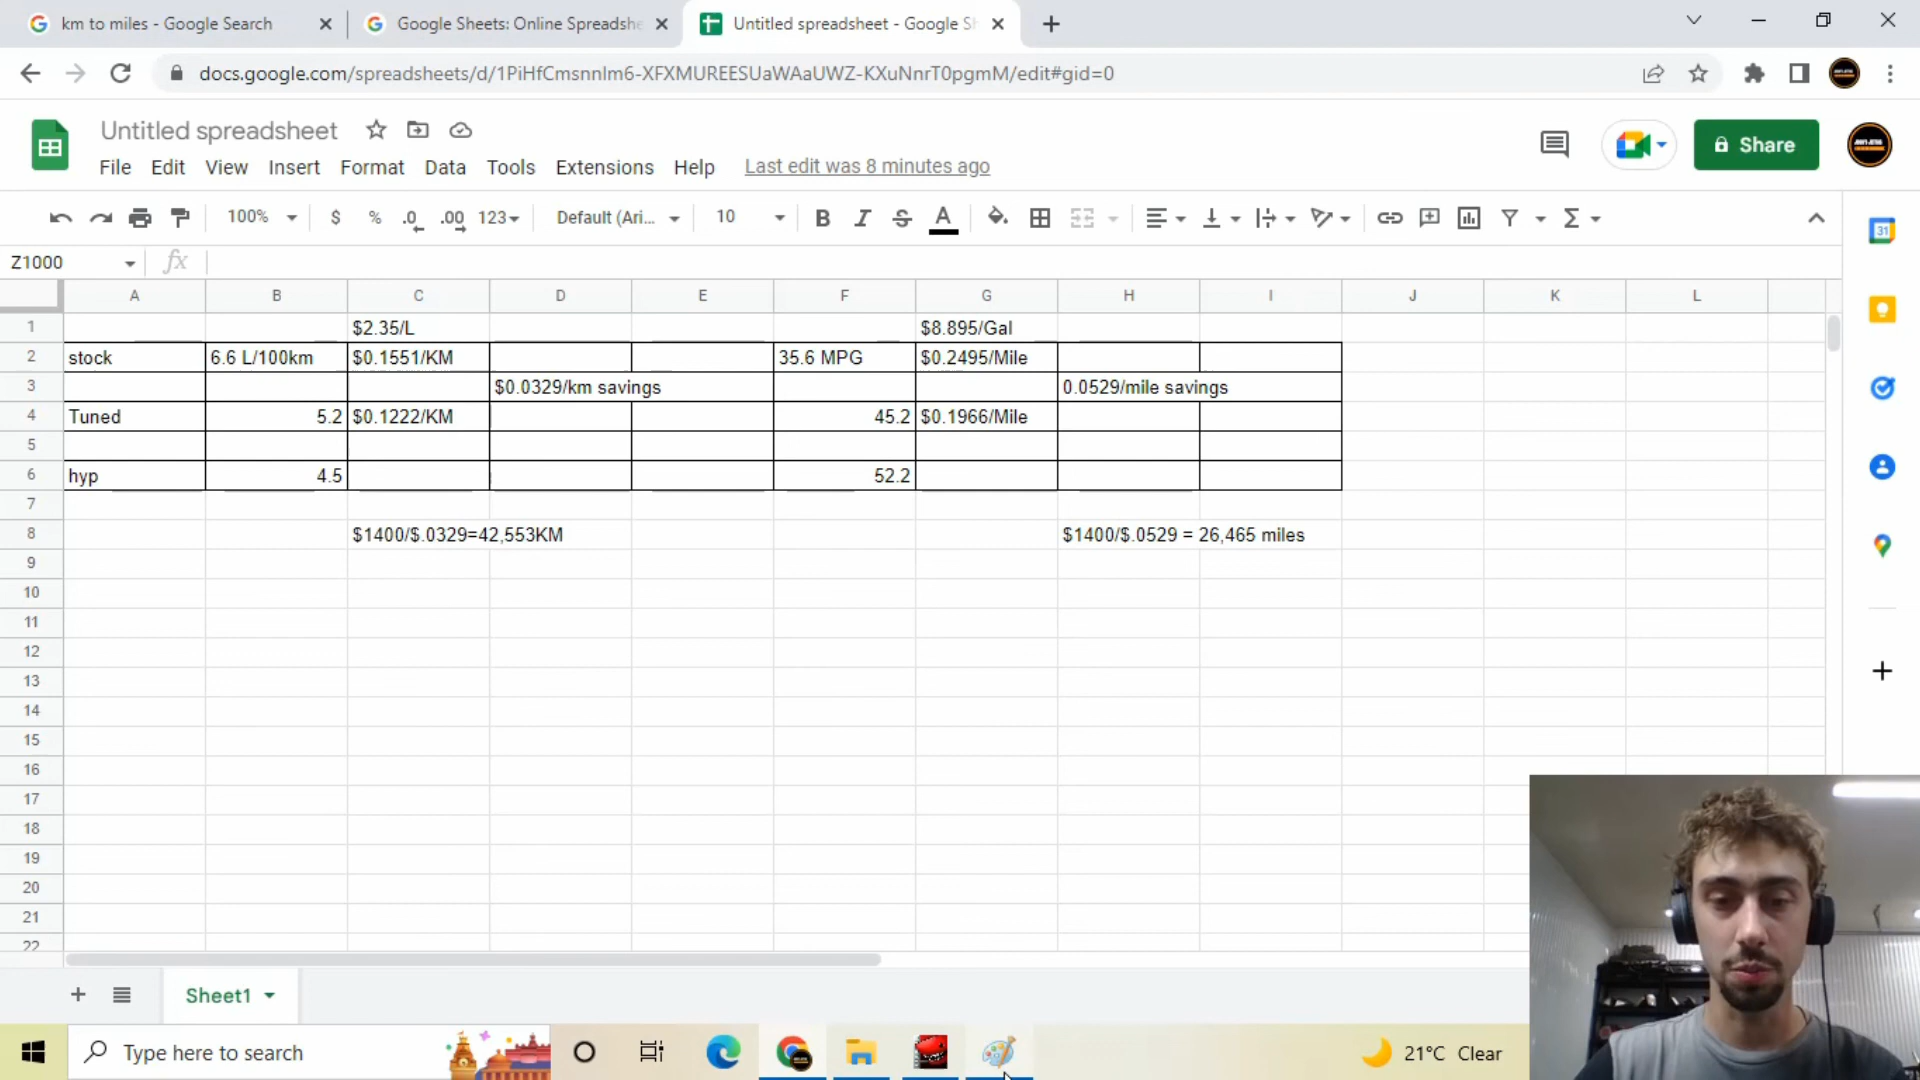 km to miles - Google Search
Google Sheets: Online Spreadshe
Untitled spreadsheet - Google Sh
docs.google.com/spreadsheets/d/1PiHfCmsnnIm6-XFXMUREESUaWAaUWZ-KXuNnrT0pgmM/edit#gid=0
Untitled spreadsheet
File Edit View Insert Format Data Tools Extensions Help Last edit was 8 minutes ago
Share
100% $ % .0 .00 123 Default (Ari... 10 B I S A
31
Z1000 fx
A B C D E F G H I J K L
1 $2.35/L $8.895/Gal
2 stock 6.6 L/100km $0.1551/KM 35.6 MPG $0.2495/Mile
3 $0.0329/km savings 0.0529/mile savings
4 Tuned 5.2 $0.1222/KM 45.2 $0.1966/Mile
5
6 hyp 4.5 52.2
7
8 $1400/$.0329=42,553KM $1400/$.0529 = 26,465 miles
9
10
11
12
13
14
15
16
17
18
19
20
21
22
Sheet1
Type here to search
21°C Clear